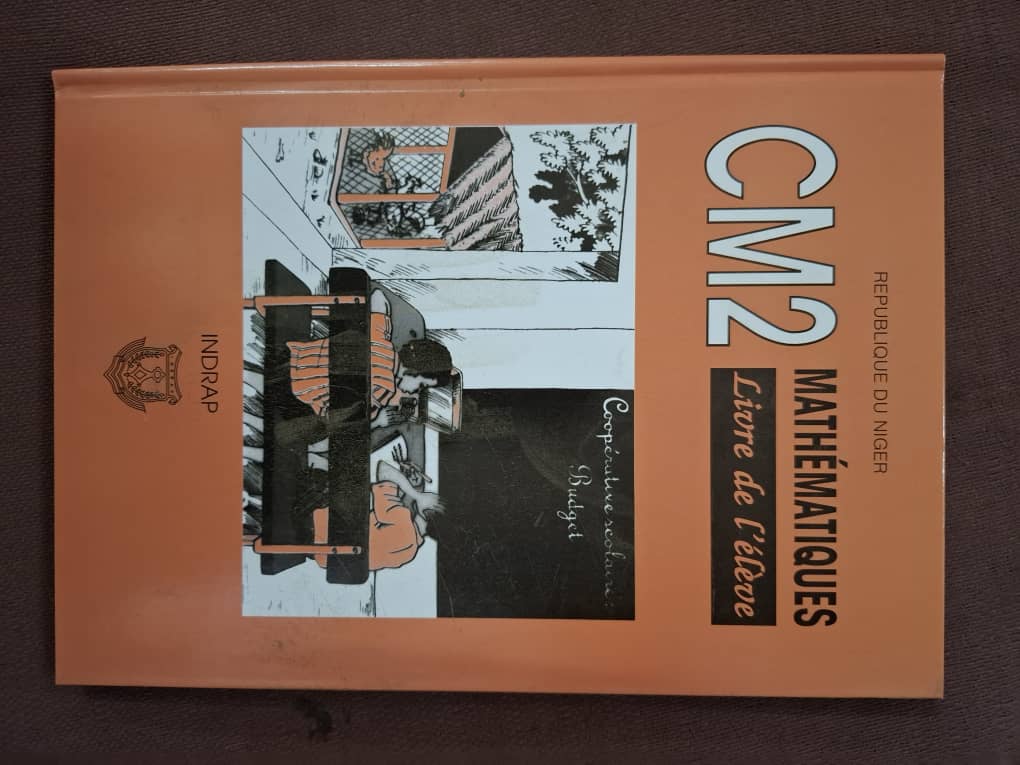 REPUBLIQUE DU NIGER
CM2
MATHÉMATIQUES
Livre de l'élève
Coopérative scolaire :
Budget
INDRAP